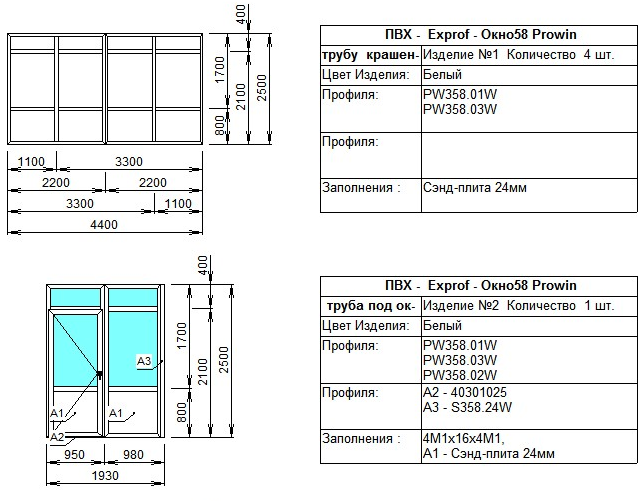 400
1700
2100
2500
800
1100
3300
2200
2200
3300
1100
4400
ПВХ - Exprof - Окно58 Prowin
трубу крашен-
Изделие №1 Количество 4 шт.
Цвет Изделия:
Белый
Профиля:
PW358.01W
PW358.03W
Профиля:
Заполнения :
Сэнд-плита 24мм
400
1700
2100
2500
800
A3
A1
A1
A2
950
980
1930
ПВХ - Exprof - Окно58 Prowin
труба под ок-
Изделие №2 Количество 1 шт.
Цвет Изделия:
Белый
Профиля:
PW358.01W
PW358.03W
PW358.02W
Профиля:
A2 - 40301025
A3 - S358.24W
Заполнения :
4М1х16х4М1,
A1 - Сэнд-плита 24мм